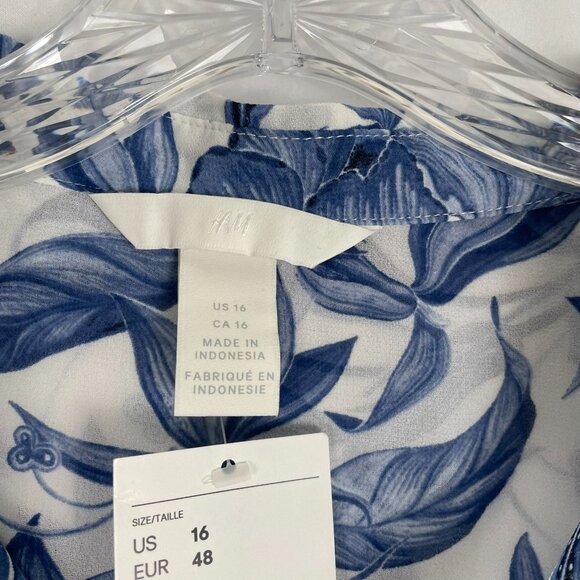 H&M
US 16
CA 16
MADE IN
INDONESIA
FABRIQUÉ EN
INDONESIE
SIZE/TAILLE
US 16
EUR 48